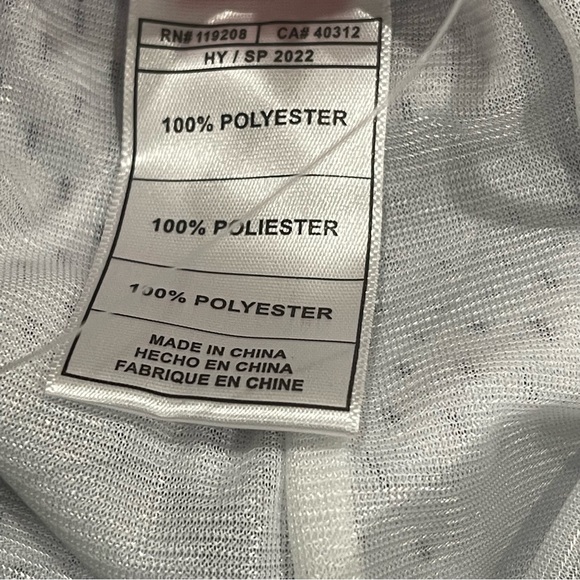 RN# 119208 CA# 40312
HY / SP 2022
100% POLYESTER
100% POLIESTER
100% POLYESTER
MADE IN CHINA
HECHO EN CHINA
FABRIQUE EN CHINE